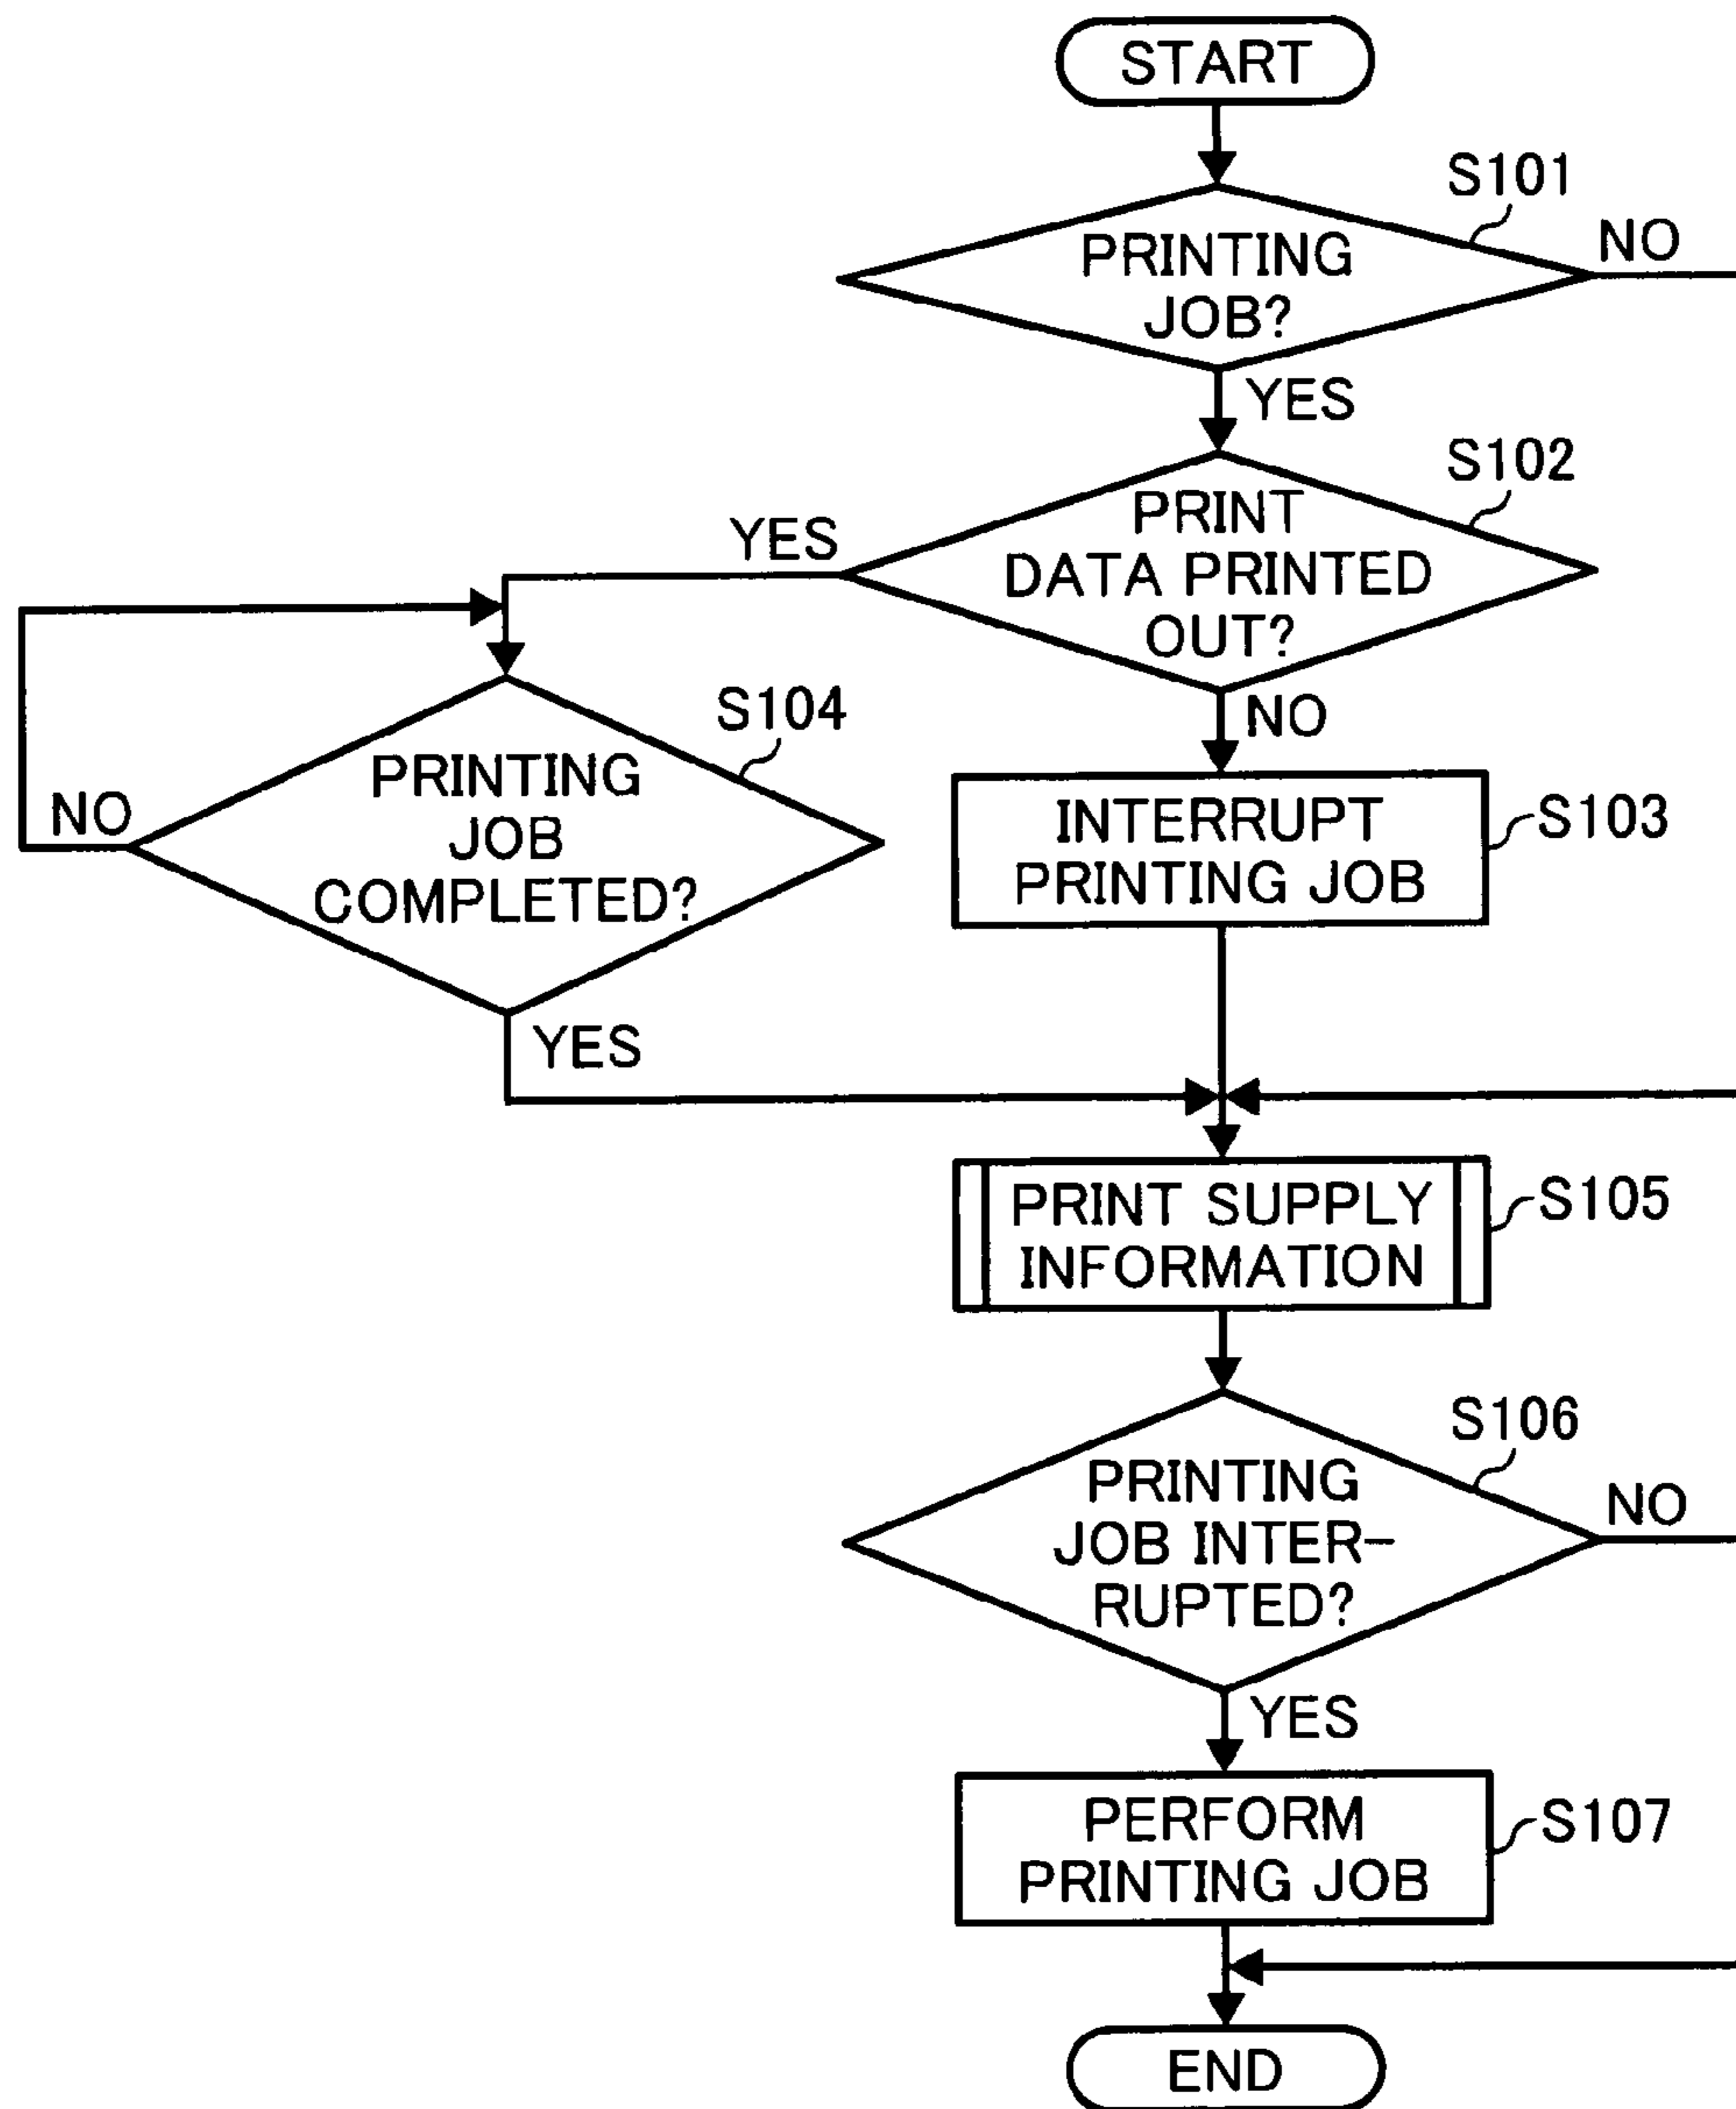 START
S101
PRINTING
JOB?
NO
YES
S102
PRINT
DATA PRINTED
OUT?
YES
NO
S104
PRINTING
JOB
COMPLETED?
NO
YES
INTERRUPT
PRINTING JOB
S103
PRINT SUPPLY
INFORMATION
S105
S106
PRINTING
JOB INTER-
RUPTED?
NO
YES
PERFORM
PRINTING JOB
S107
END